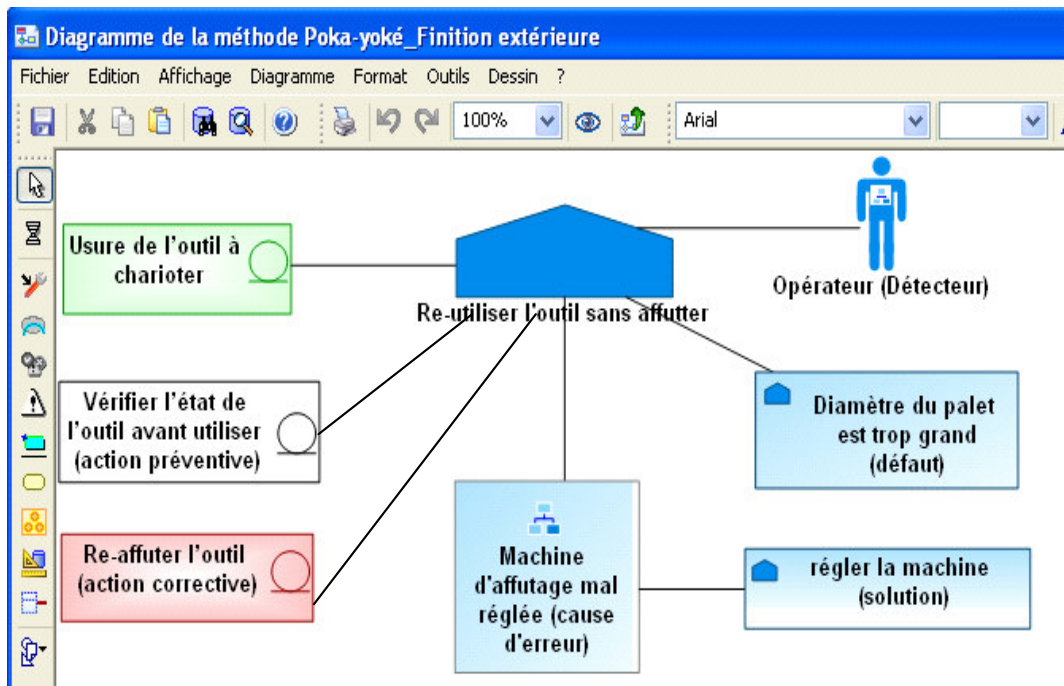 Diagramme de la méthode Poka-yoké_Finition extérieure
Fichier Edition Affichage Diagramme Format Outils Dessin ?
100% Arial
Usure de l'outil à
charioter
Opérateur (Détecteur)
Re-utiliser l'outil sans affutter
Vérifier l'état de
l'outil avant utiliser
(action préventive)
Diamètre du palet
est trop grand
(défaut)
Re-affuter l'outil
(action corrective)
Machine
d'affutage mal
réglée (cause
d'erreur)
régler la machine
(solution)